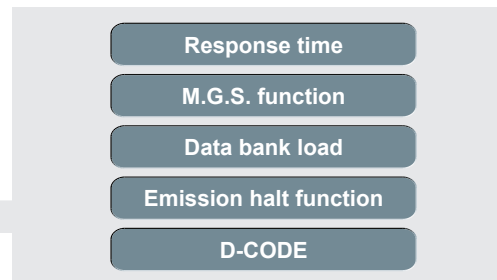 Response time
M.G.S. function
Data bank load
Emission halt function
D-CODE